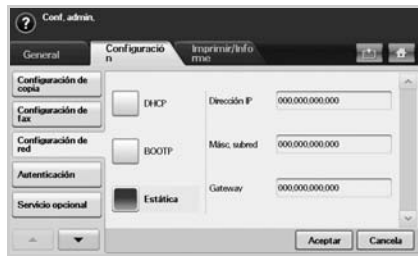 Conf. admin.
General
Configuració
n
Imprimir/Info
rme
Configuración de
copia
Configuración de
fax
Configuración de
red
Autenticación
Servicio opcional
DHCP
BOOTP
Estática
Dirección IP
000,000,000,000
Másc, subred
000,000,000,000
Gateway
000,000,000,000
Aceptar
Cancela